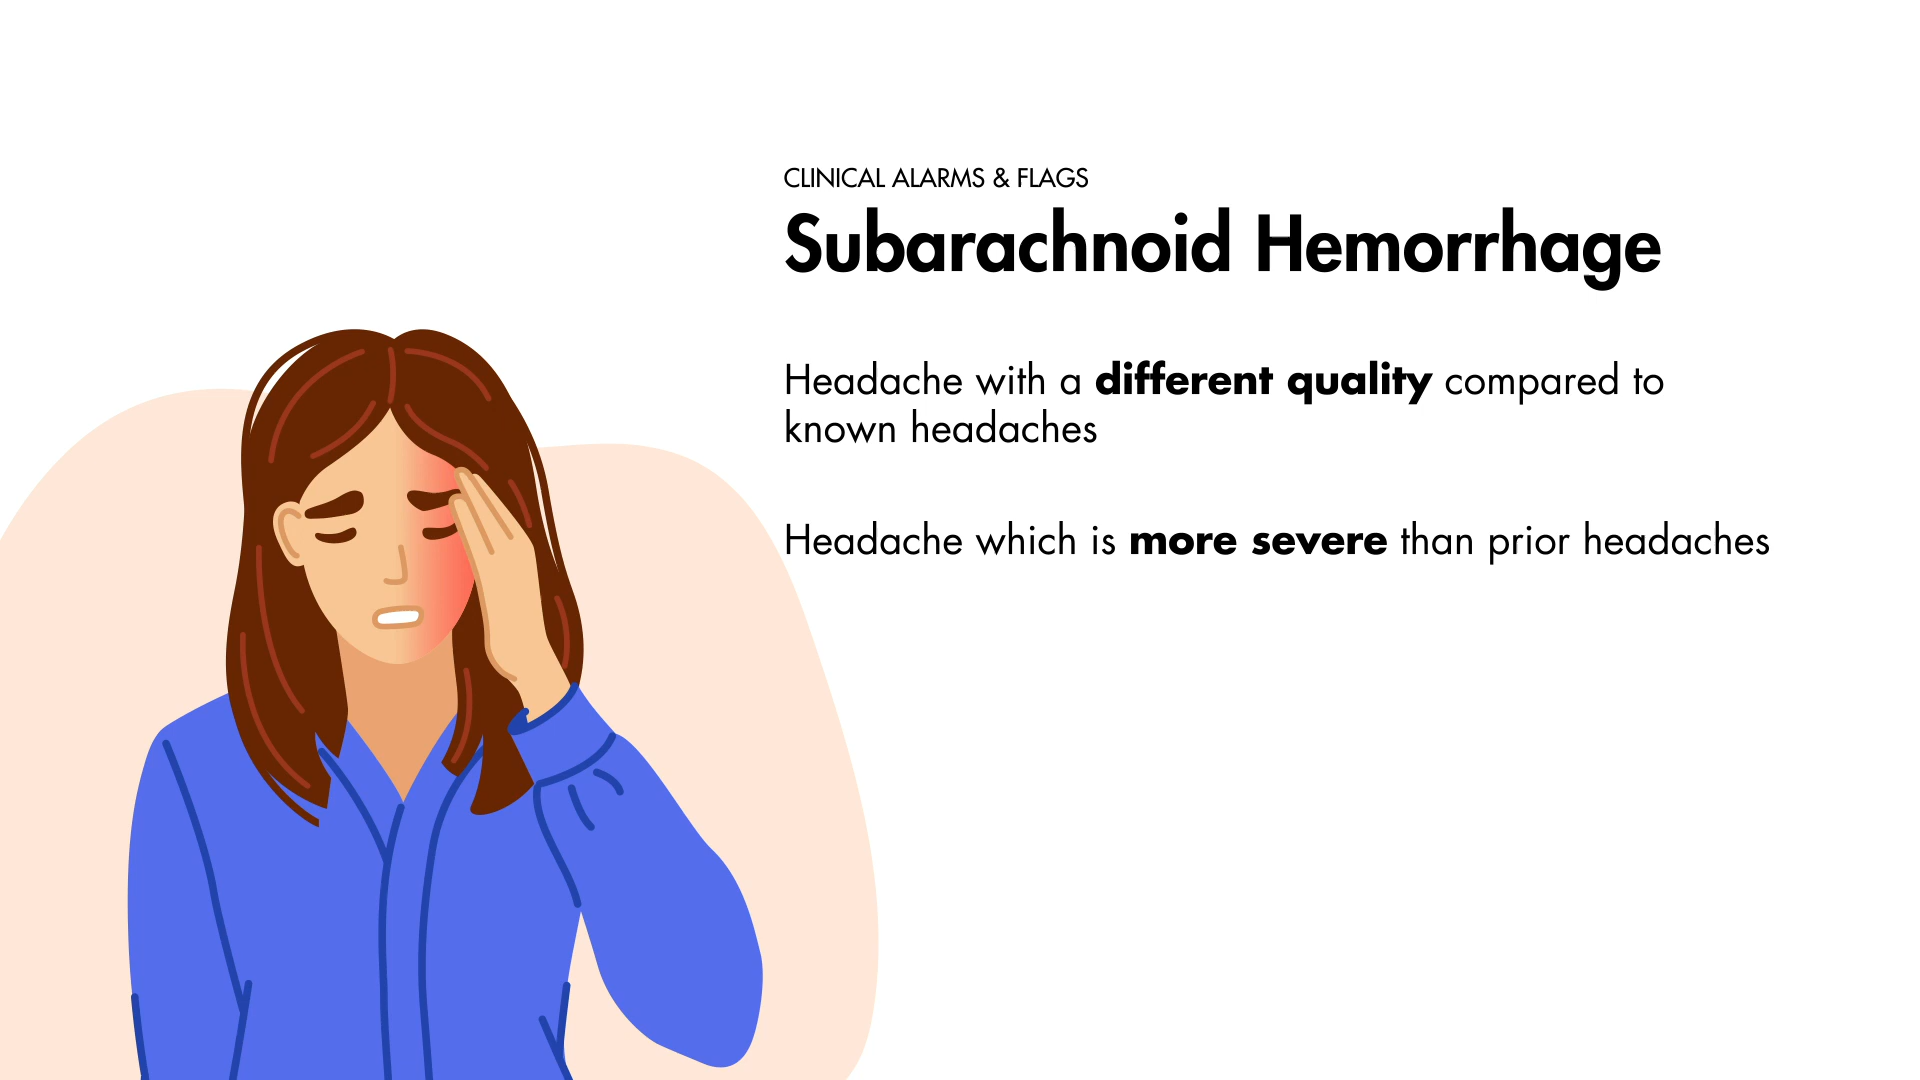 CLINICAL ALARMS & FLAGS
Subarachnoid Hemorrhage
Headache with a different quality compared to
known headaches
Headache which is more severe than prior headaches